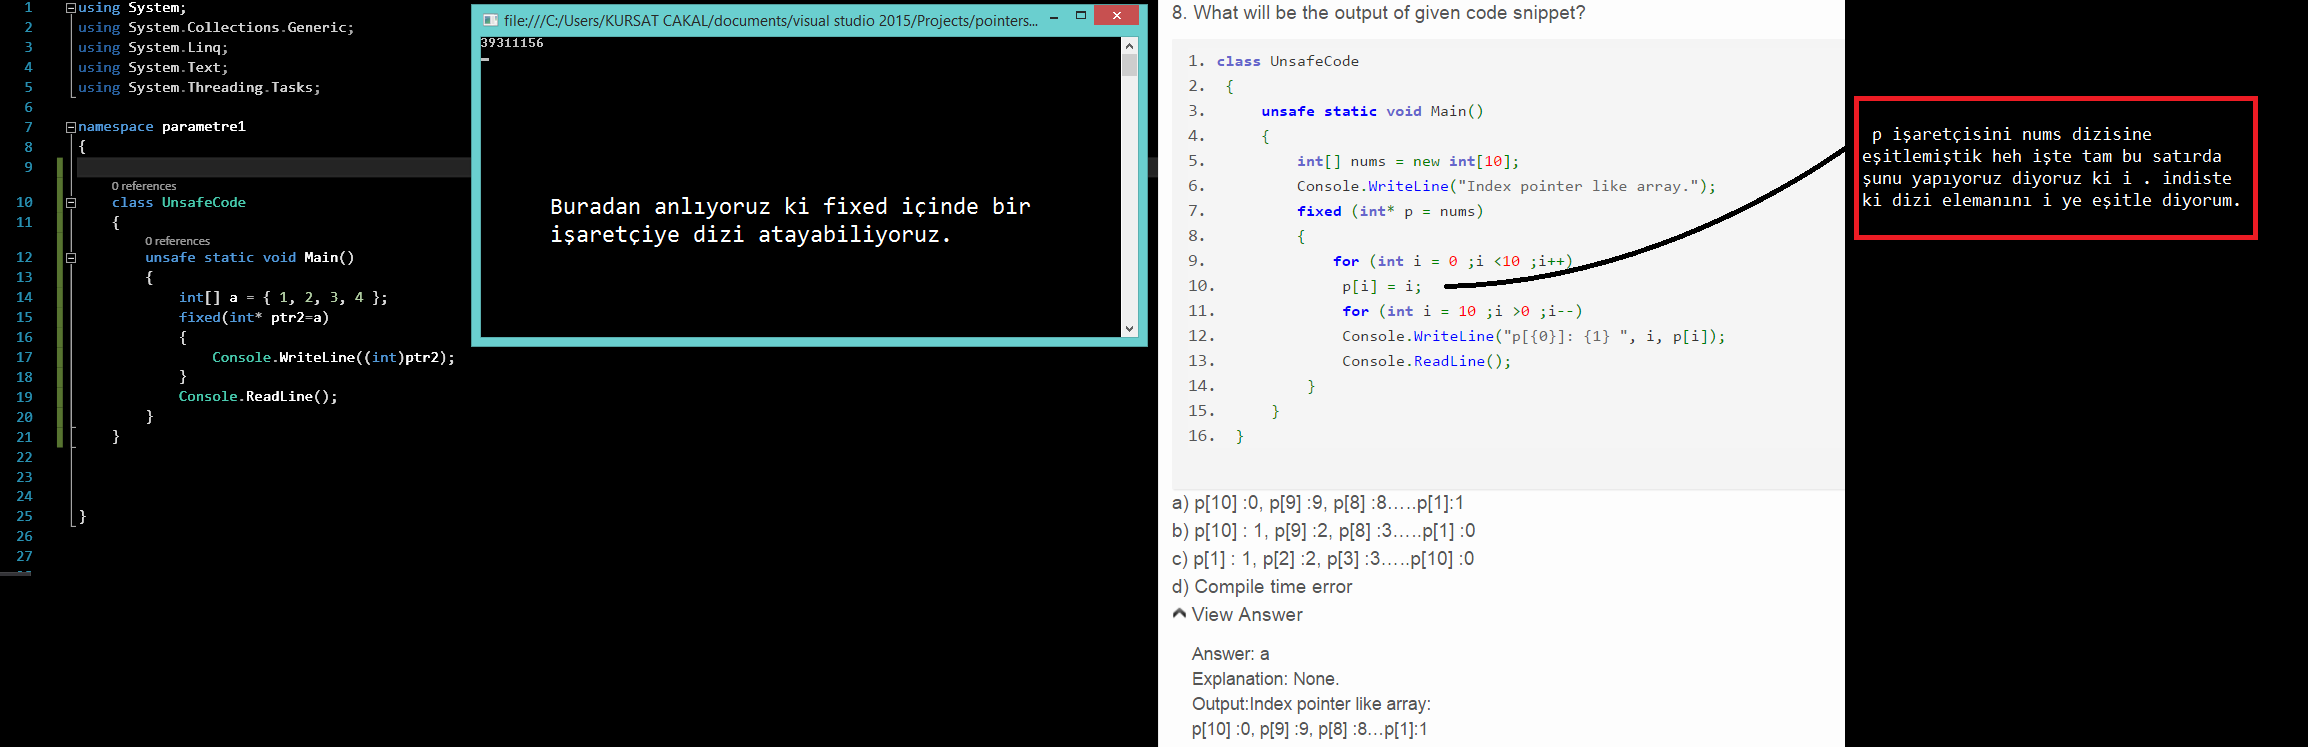 1 using System;
2 using System.Collections.Generic;
3 using System.Linq;
4 using System.Text;
5 using System.Threading.Tasks;
6
7 namespace parametre1
8 {
9
0 references
10 class UnsafeCode
11 {
0 references
12 unsafe static void Main()
13 {
14 int[] a = { 1, 2, 3, 4 };
15 fixed(int* ptr2=a)
16 {
17 Console.WriteLine((int)ptr2);
18 }
19 Console.ReadLine();
20 }
21 }
22
23
24
25 }
26
27
file:///C:/Users/KURSAT CAKAL/documents/visual studio 2015/Projects/pointers...
39311156
Buradan anlıyoruz ki fixed içinde bir
işaretçiye dizi atayabiliyoruz.
8. What will be the output of given code snippet?
1. class UnsafeCode
2. {
3. unsafe static void Main()
4. {
5. int[] nums = new int[10];
6. Console.WriteLine("Index pointer like array.");
7. fixed (int* p = nums)
8. {
9. for (int i = 0 ;i <10 ;i++)
10. p[i] = i;
11. for (int i = 10 ;i >0 ;i--)
12. Console.WriteLine("p[{0}]: {1} ", i, p[i]);
13. Console.ReadLine();
14. }
15. }
16. }
a) p[10] :0, p[9] :9, p[8] :8…..p[1]:1
b) p[10] : 1, p[9] :2, p[8] :3…..p[1] :0
c) p[1] : 1, p[2] :2, p[3] :3…..p[10] :0
d) Compile time error
View Answer
Answer: a
Explanation: None.
Output:Index pointer like array:
p[10] :0, p[9] :9, p[8] :8…p[1]:1
p işaretçisini nums dizisine
eşitlemiştik heh işte tam bu satırda
şunu yapıyoruz diyoruz ki i . indiste
ki dizi elemanını i ye eşitle diyorum.